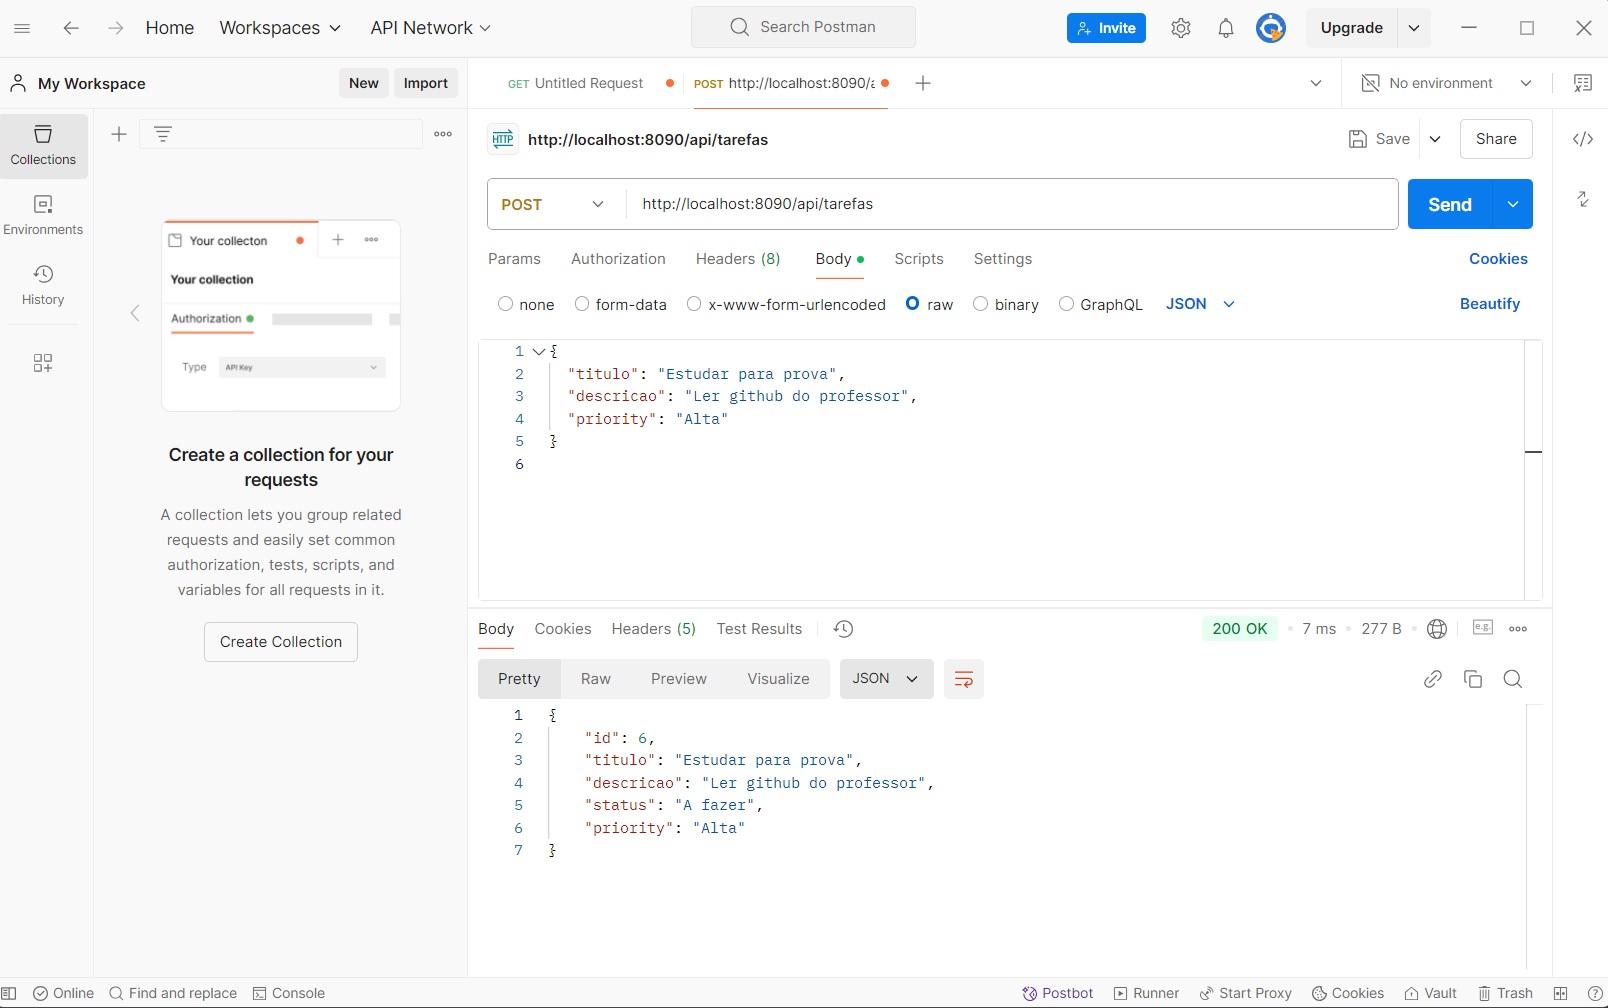 Home Workspaces API Network Search Postman Invite Upgrade
My Workspace New Import GET Untitled Request POST http://localhost:8090/a No environment
Collections
Environments
History
Your collecton
Your collection
Authorization
Type API Key
Create a collection for your
requests
A collection lets you group related
requests and easily set common
authorization, tests, scripts, and
variables for all requests in it.
Create Collection
HTTP http://localhost:8090/api/tarefas Save Share
POST http://localhost:8090/api/tarefas Send
Params Authorization Headers (8) Body Scripts Settings Cookies
none form-data x-www-form-urlencoded raw binary GraphQL JSON Beautify
1 {
2 "titulo": "Estudar para prova",
3 "descricao": "Ler github do professor",
4 "priority": "Alta"
5 }
6
Body Cookies Headers (5) Test Results 200 OK 7 ms 277 B e.g.
Pretty Raw Preview Visualize JSON
1 {
2 "id": 6,
3 "titulo": "Estudar para prova",
4 "descricao": "Ler github do professor",
5 "status": "A fazer",
6 "priority": "Alta"
7 }
Online Find and replace Console Postbot Runner Start Proxy Cookies Vault Trash